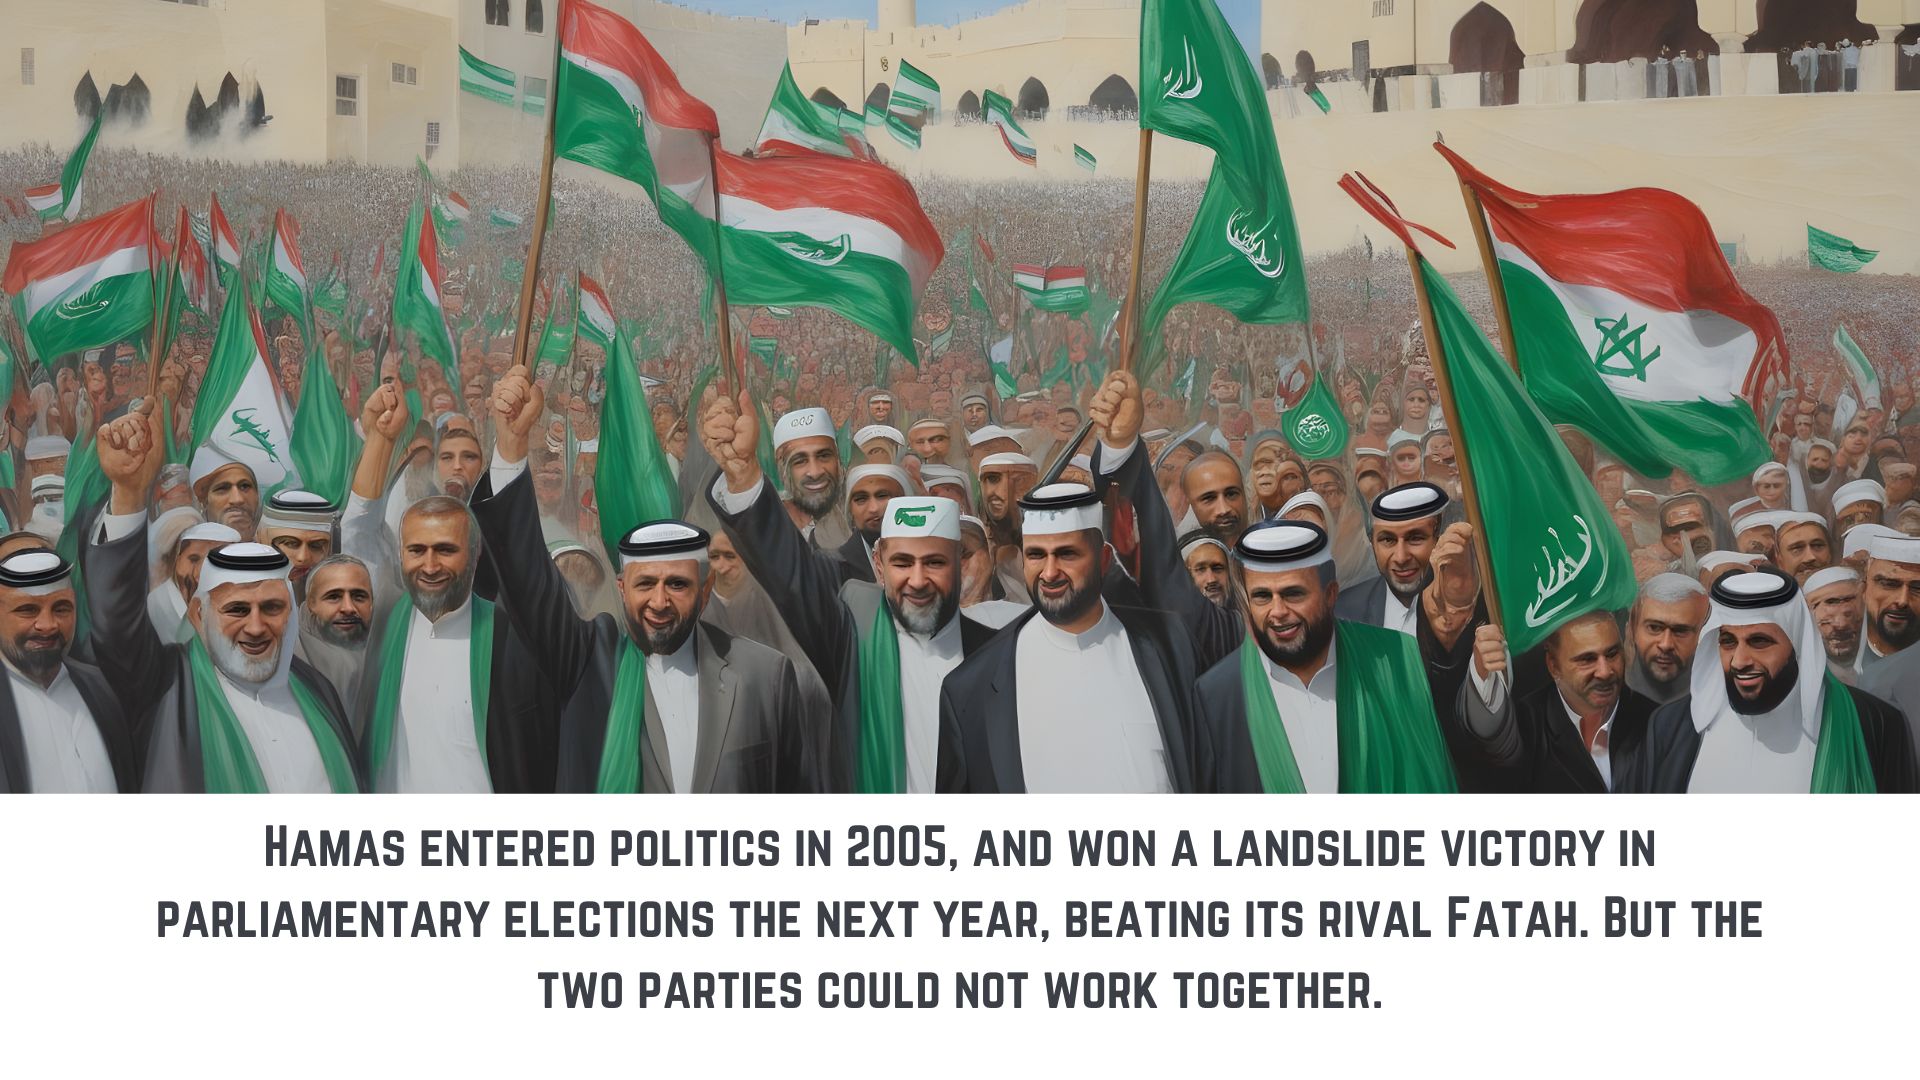 Hamas entered politics in 2005, and won a landslide victory in
parliamentary elections the next year, beating its rival Fatah. But the
two parties could not work together.